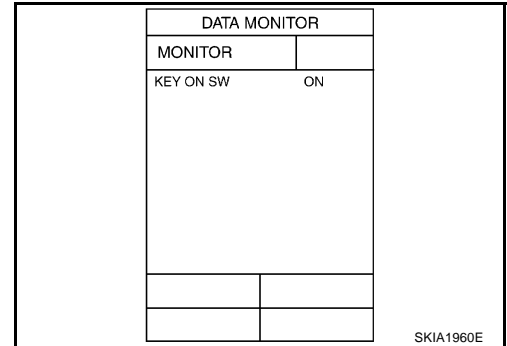 DATA MONITOR
MONITOR
KEY ON SW ON
SKIA1960E